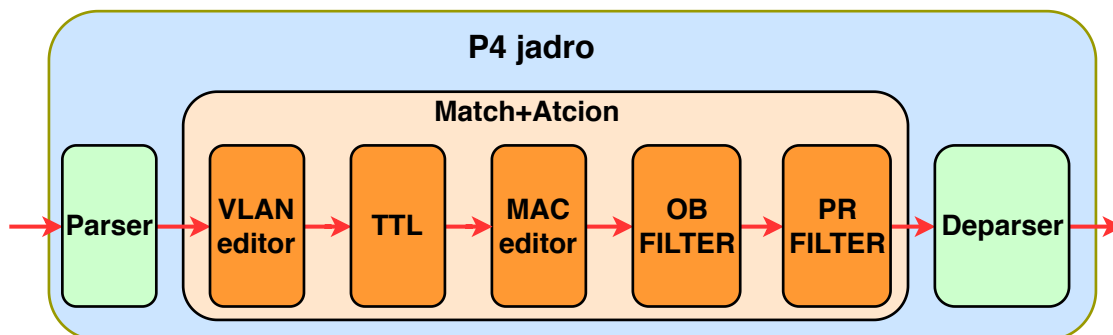 P4 jadro
Match+Atcion
Parser
VLAN
editor
TTL
MAC
editor
OB
FILTER
PR
FILTER
Deparser